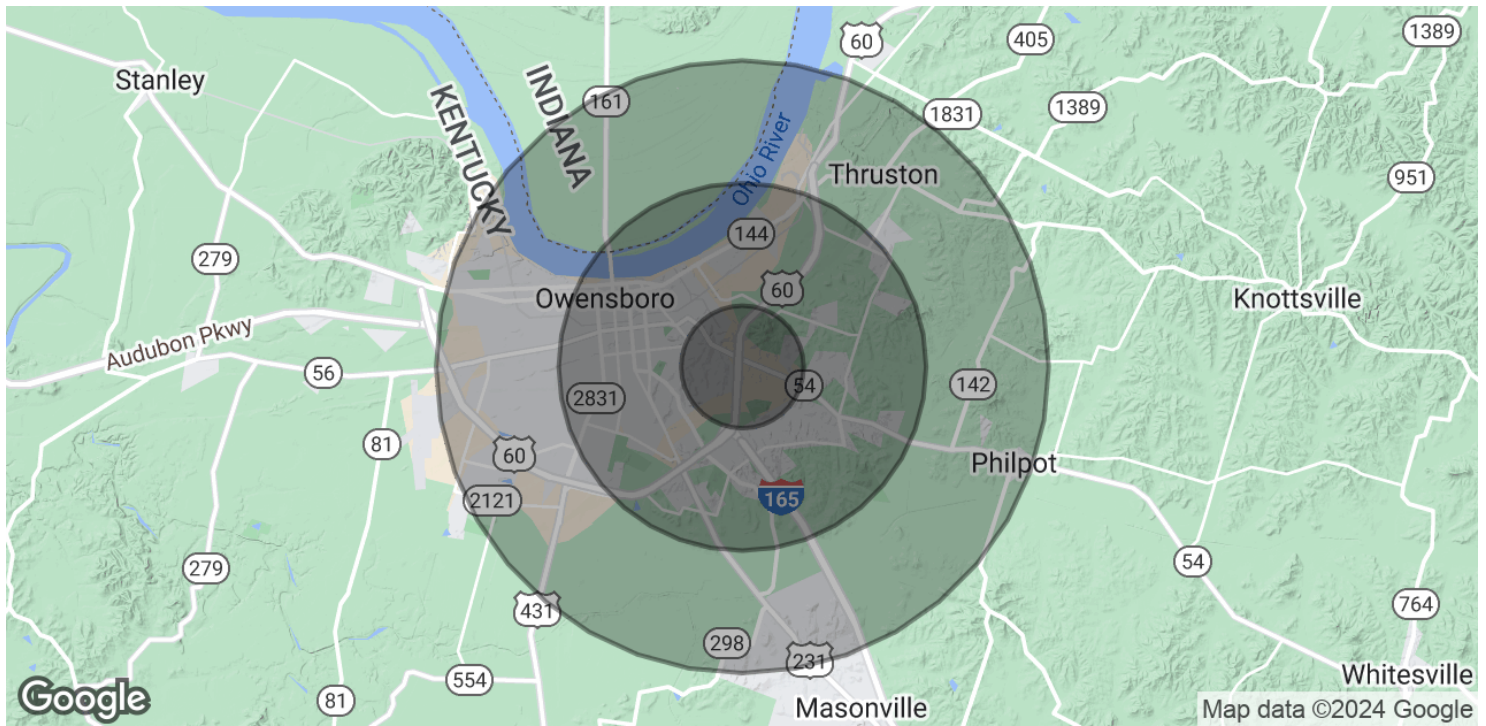 60
405
1389
Stanley
INDIANA
KENTUCKY
161
1831
1389
Ohio River
Thruston
951
144
279
60
Owensboro
Knottsville
Audubon Pkwy
56
54
142
2831
81
60
Philpot
2121
165
279
54
431
764
298
231
554
Whitesville
81
Masonville
Google
Map data ©2024 Google